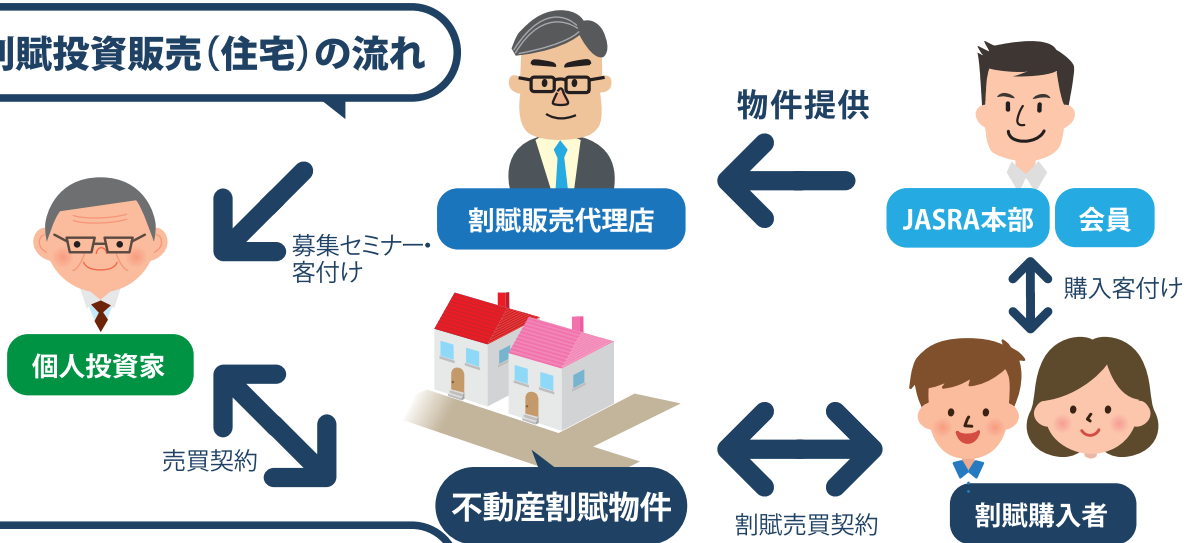 割賦投資販売（住宅）の流れ
物件提供
割賦販売代理店
JASRA本部
会員
募集セミナー・
客付け
購入客付け
個人投資家
売買契約
不動産割賦物件
割賦売買契約
割賦購入者